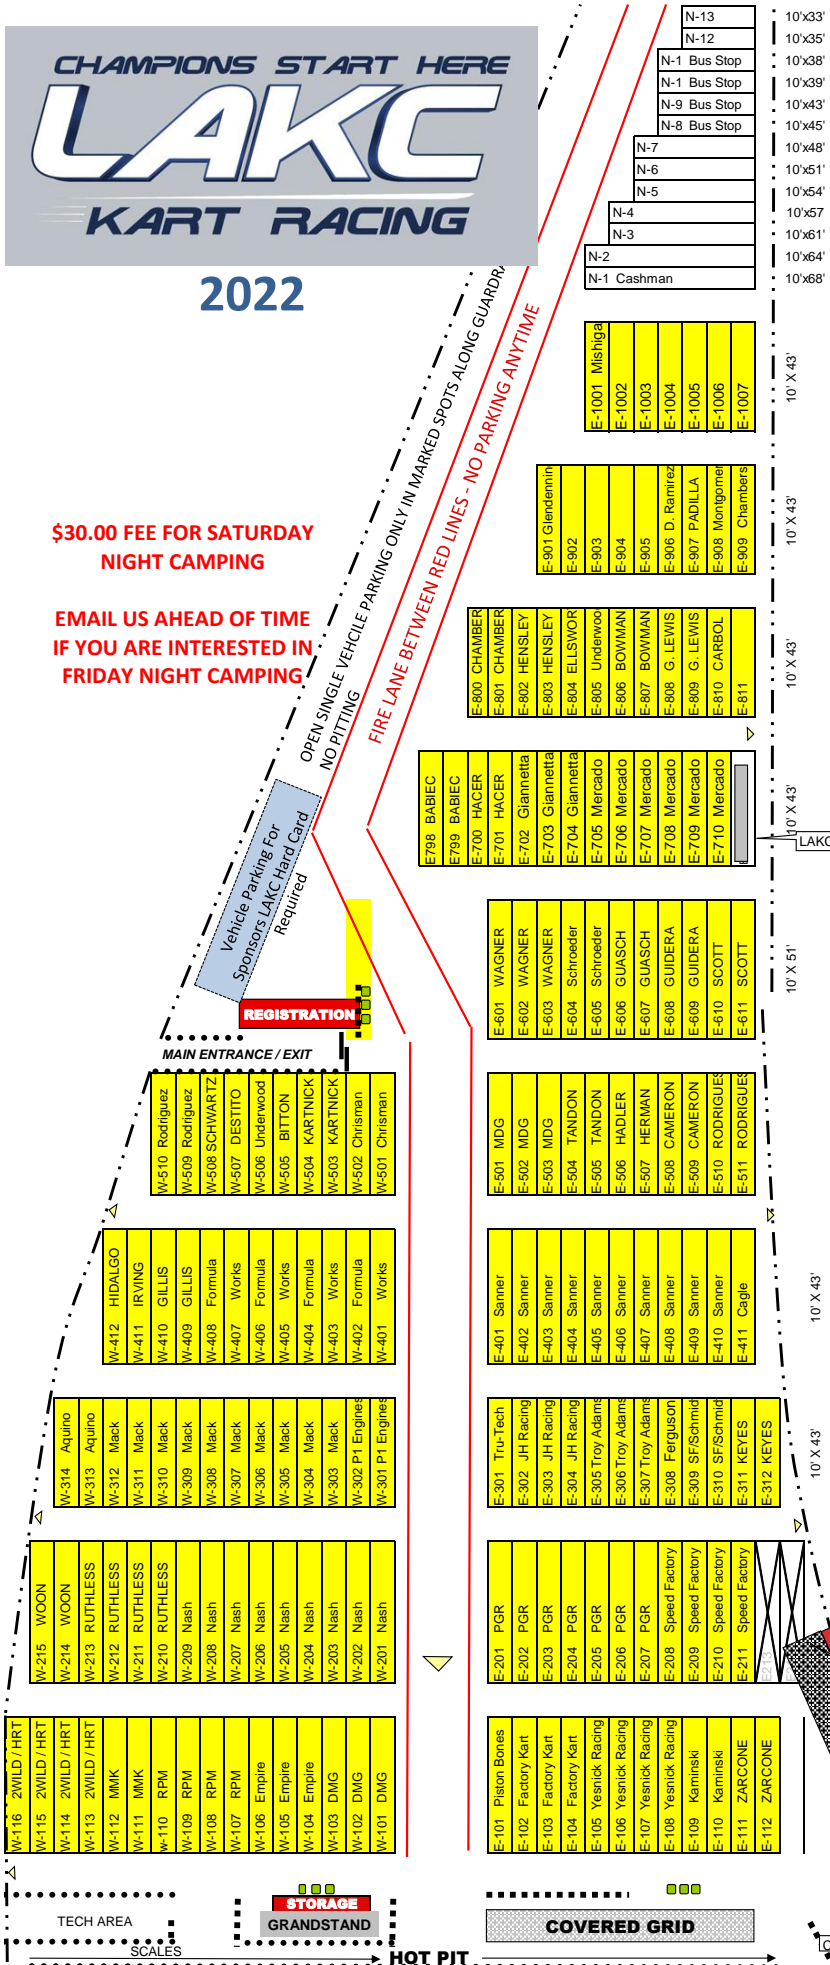 CHAMPIONS START HERE
LAKC
KART RACING
2022
N-13
10'x33'
N-12
10'x35'
N-1 Bus Stop
10'x38'
N-1 Bus Stop
10'x39'
N-9 Bus Stop
10'x43'
N-8 Bus Stop
10'x45'
N-7
10'x48'
N-6
10'x51'
N-5
10'x54'
N-4
10'x57
N-3
10'x61'
N-2
10'x64'
N-1 Cashman
10'x68'
OPEN SINGLE VEHCILE PARKING ONLY IN MARKED SPOTS ALONG GUARDRA
NO PITTING
FIRE LANE BETWEEN RED LINES - NO PARKING ANYTIME
$30.00 FEE FOR SATURDAY
NIGHT CAMPING
EMAIL US AHEAD OF TIME
IF YOU ARE INTERESTED IN
FRIDAY NIGHT CAMPING
E-1001 Mishiga
E-1002
E-1003
E-1004
E-1005
E-1006
E-1007
10' X 43'
E-901 Glendennin
E-902
E-903
E-904
E-905
E-906 D. Ramirez
E-907 PADILLA
E-908 Montgomer
E-909 Chambers
10' X 43'
E-800 CHAMBER
E-801 CHAMBER
E-802 HENSLEY
E-803 HENSLEY
E-804 ELLSWOR
E-805 Underwoo
E-806 BOWMAN
E-807 BOWMAN
E-808 G. LEWIS
E-809 G. LEWIS
E-810 CARBOL
E-811
10' X 43'
E798 BABIEC
E799 BABIEC
E-700 HACER
E-701 HACER
E-702 Giannetta
E-703 Giannetta
E-704 Giannetta
E-705 Mercado
E-706 Mercado
E-707 Mercado
E-708 Mercado
E-709 Mercado
E-710 Mercado
10' X 43'
LAKC
Vehicle Parking For
Sponsors LAKC Hard Card
Required
REGISTRATION
MAIN ENTRANCE / EXIT
E-601 WAGNER
E-602 WAGNER
E-603 WAGNER
E-604 Schroeder
E-605 Schroeder
E-606 GUASCH
E-607 GUASCH
E-608 GUIDERA
E-609 GUIDERA
E-610 SCOTT
E-611 SCOTT
10' X 51'
W-510 Rodriguez
W-509 Rodriguez
W-508 SCHWARTZ
W-507 DESTITO
W-506 Underwood
W-505 BITTON
W-504 KARTNICK
W-503 KARTNICK
W-502 Chrisman
W-501 Chrisman
E-501 MDG
E-502 MDG
E-503 MDG
E-504 TANDON
E-505 TANDON
E-506 HADLER
E-507 HERMAN
E-508 CAMERON
E-509 CAMERON
E-510 RODRIGUES
E-511 RODRIGUES
W-412 HIDALGO
W-411 IRVING
W-410 GILLIS
W-409 GILLIS
W-408 Formula
W-407 Works
W-406 Formula
W-405 Works
W-404 Formula
W-403 Works
W-402 Formula
W-401 Works
E-401 Sanner
E-402 Sanner
E-403 Sanner
E-404 Sanner
E-405 Sanner
E-406 Sanner
E-407 Sanner
E-408 Sanner
E-409 Sanner
E-410 Sanner
E-411 Cagle
10' X 43'
W-314 Aquino
W-313 Aquino
W-312 Mack
W-311 Mack
W-310 Mack
W-309 Mack
W-308 Mack
W-307 Mack
W-306 Mack
W-305 Mack
W-304 Mack
W-303 Mack
W-302 P1 Engines
W-301 P1 Engines
E-301 Tru-Tech
E-302 JH Racing
E-303 JH Racing
E-304 JH Racing
E-305 Troy Adams
E-306 Troy Adams
E-307 Troy Adams
E-308 Ferguson
E-309 SF/Schmid
E-310 SF/Schmid
E-311 KEYES
E-312 KEYES
10' X 43'
W-215 WOON
W-214 WOON
W-213 RUTHLESS
W-212 RUTHLESS
W-211 RUTHLESS
W-210 RUTHLESS
W-209 Nash
W-208 Nash
W-207 Nash
W-206 Nash
W-205 Nash
W-204 Nash
W-203 Nash
W-202 Nash
W-201 Nash
E-201 PGR
E-202 PGR
E-203 PGR
E-204 PGR
E-205 PGR
E-206 PGR
E-207 PGR
E-208 Speed Factory
E-209 Speed Factory
E-210 Speed Factory
E-211 Speed Factory
E213
W-116 2WILD / HRT
W-115 2WILD / HRT
W-114 2WILD / HRT
W-113 2WILD / HRT
W-112 MMK
W-111 MMK
w-110 RPM
W-109 RPM
W-108 RPM
W-107 RPM
W-106 Empire
W-105 Empire
W-104 Empire
W-103 DMG
W-102 DMG
W-101 DMG
E-101 Piston Bones
E-102 Factory Kart
E-103 Factory Kart
E-104 Factory Kart
E-105 Yesnick Racing
E-106 Yesnick Racing
E-107 Yesnick Racing
E-108 Yesnick Racing
E-109 Kaminski
E-110 Kaminski
E-111 ZARCONE
E-112 ZARCONE
TECH AREA
STORAGE
GRANDSTAND
COVERED GRID
SCALES
HOT PIT